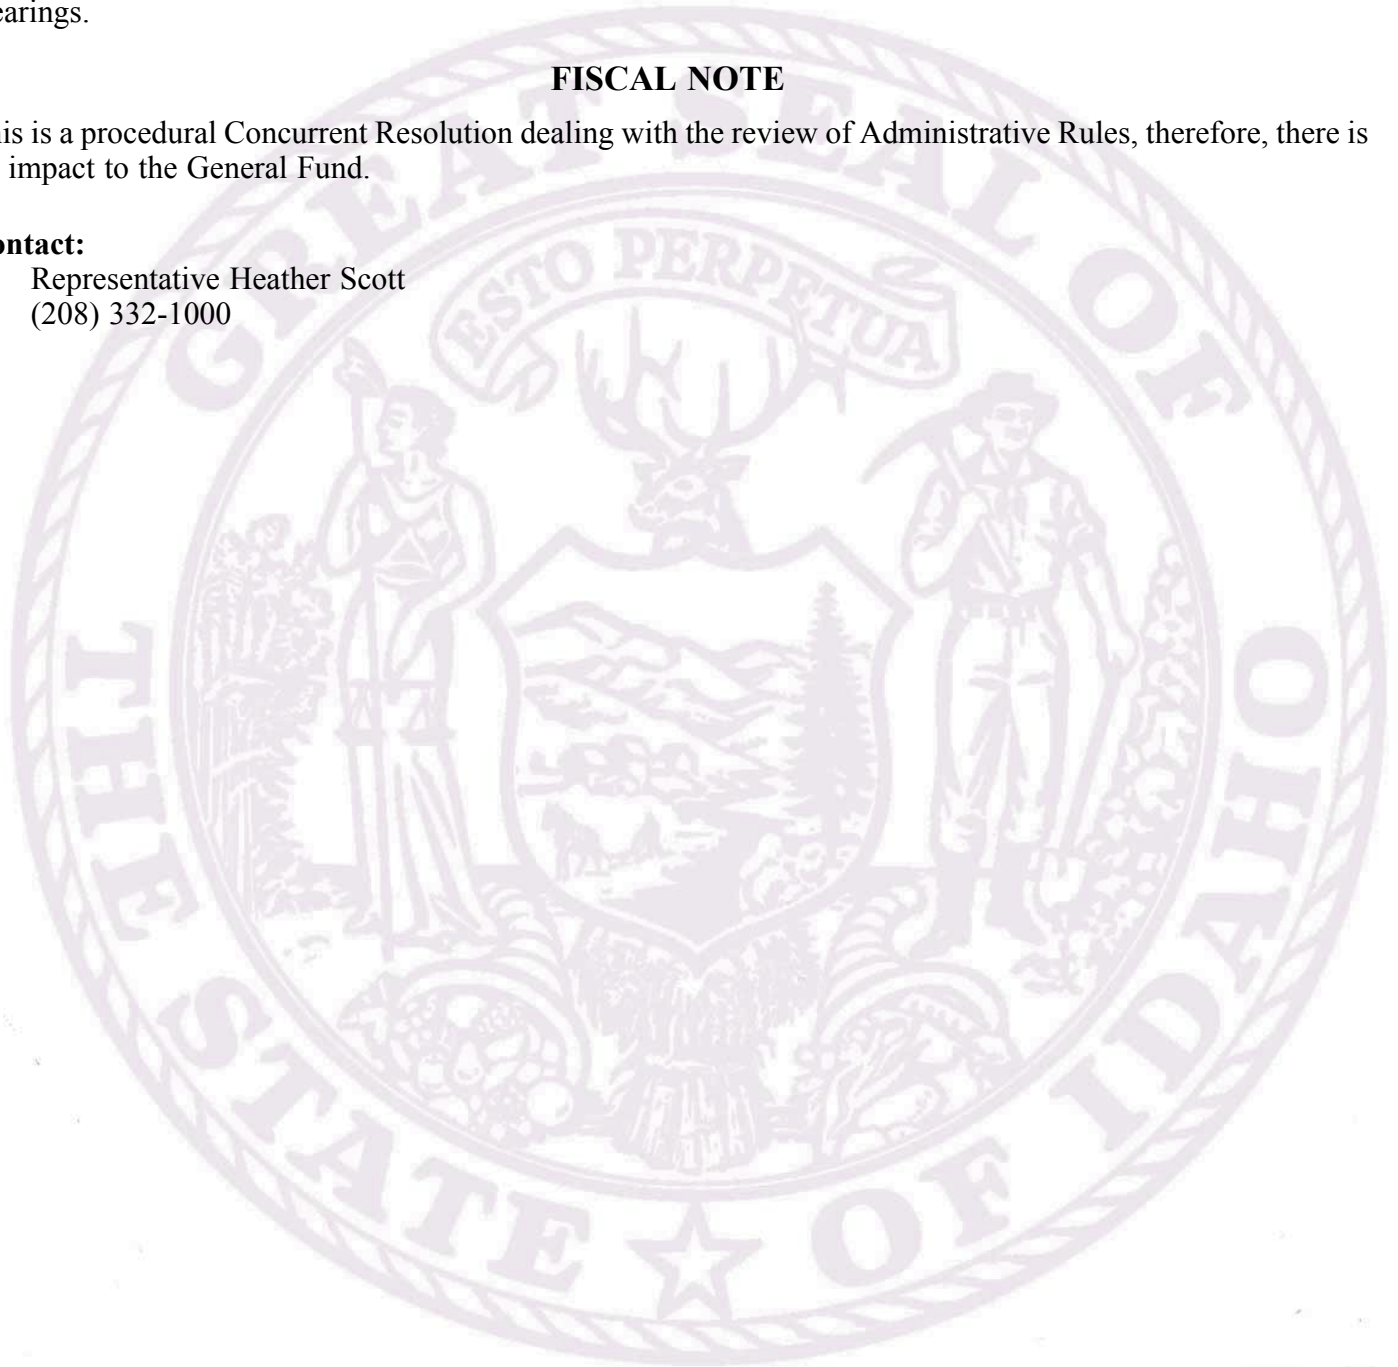 earings.
FISCAL NOTE
his is a procedural Concurrent Resolution dealing with the review of Administrative Rules, therefore, there is
impact to the General Fund.
ontact:
Representative Heather Scott
(208) 332-1000
THE GREAT SEAL OF
STATE ☆ OF IDAHO
ESTO PERPETUA